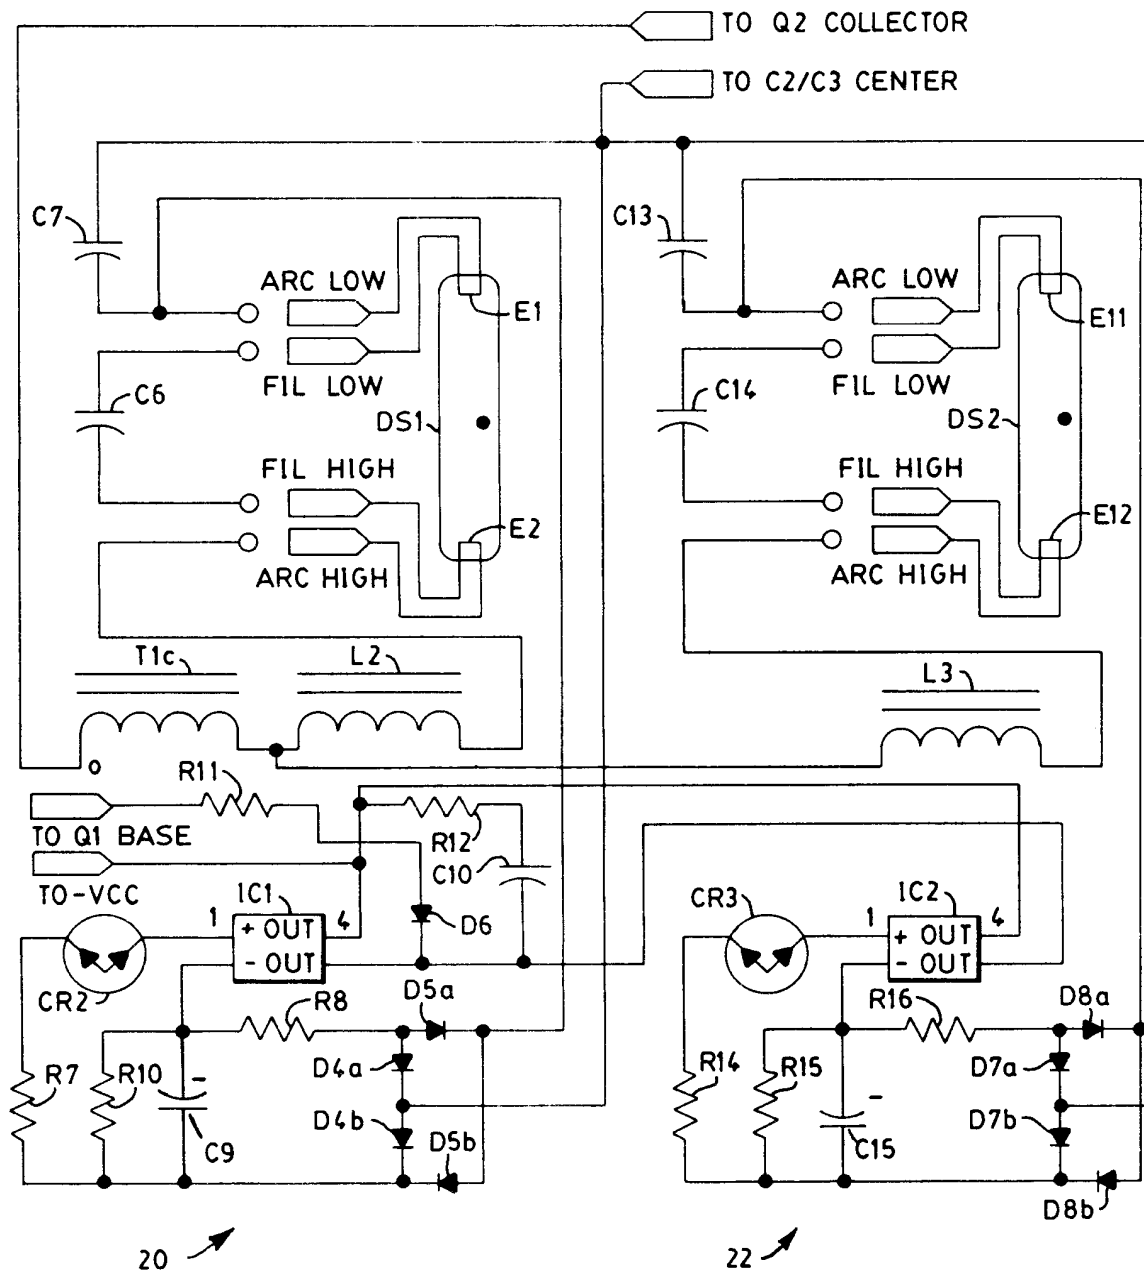 TO Q2 COLLECTOR
TO C2/C3 CENTER
C7
C13
ARC LOW
ARC LOW
E1
E11
FIL LOW
FIL LOW
C6
C14
DS1
DS2
FIL HIGH
FIL HIGH
E2
E12
ARC HIGH
ARC HIGH
T1c
L2
L3
R11
TO Q1 BASE
R12
C10
TO-VCC
1
IC1
4
D6
CR3
1
IC2
4
+ OUT
- OUT
+ OUT
- OUT
CR2
R8
D5a
R16
D8a
R7
R10
-
D4a
R14
R15
-
D7a
D4b
D7b
C9
D5b
C15
D8b
20
22